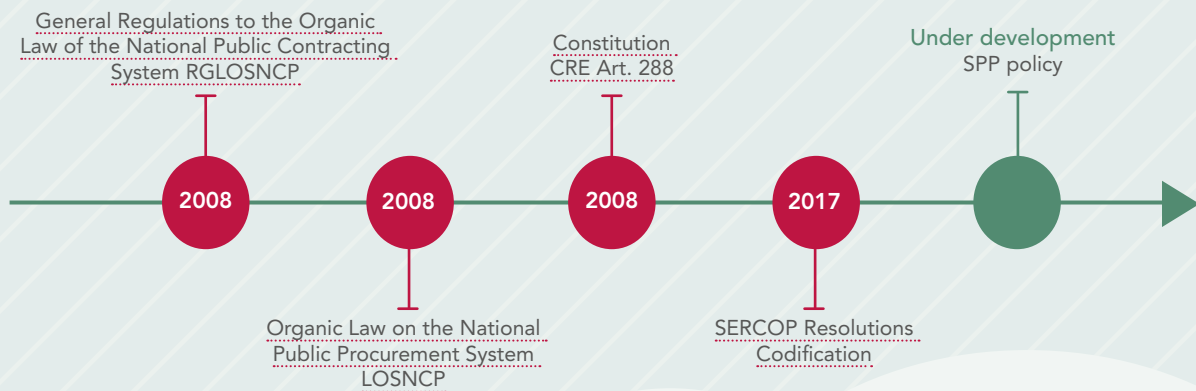 General Regulations to the Organic
Law of the National Public Contracting
System RGLOSNCP
2008
Organic Law on the National
Public Procurement System
LOSNCP
2008
Constitution
CRE Art. 288
2008
SERCOP Resolutions
Codification
2017
Under development
SPP policy